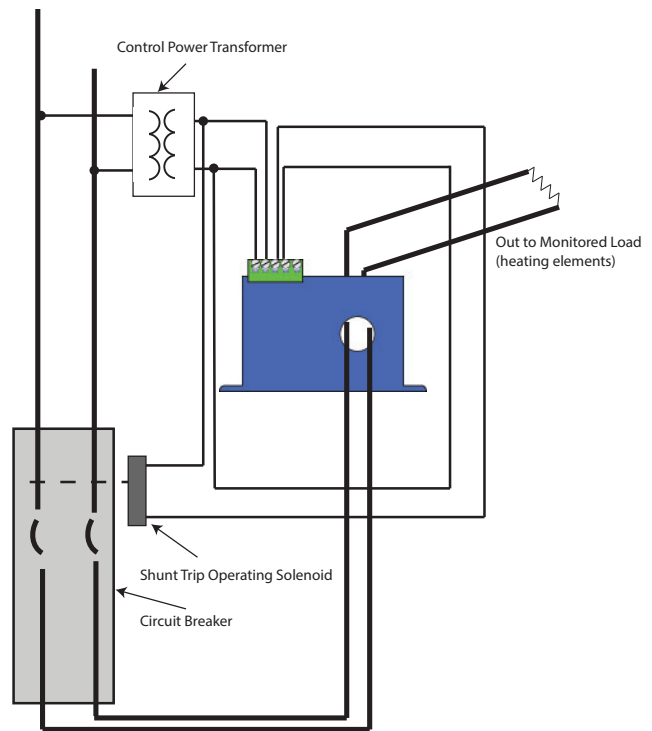 Control Power Transformer
Out to Monitored Load
(heating elements)
Shunt Trip Operating Solenoid
Circuit Breaker